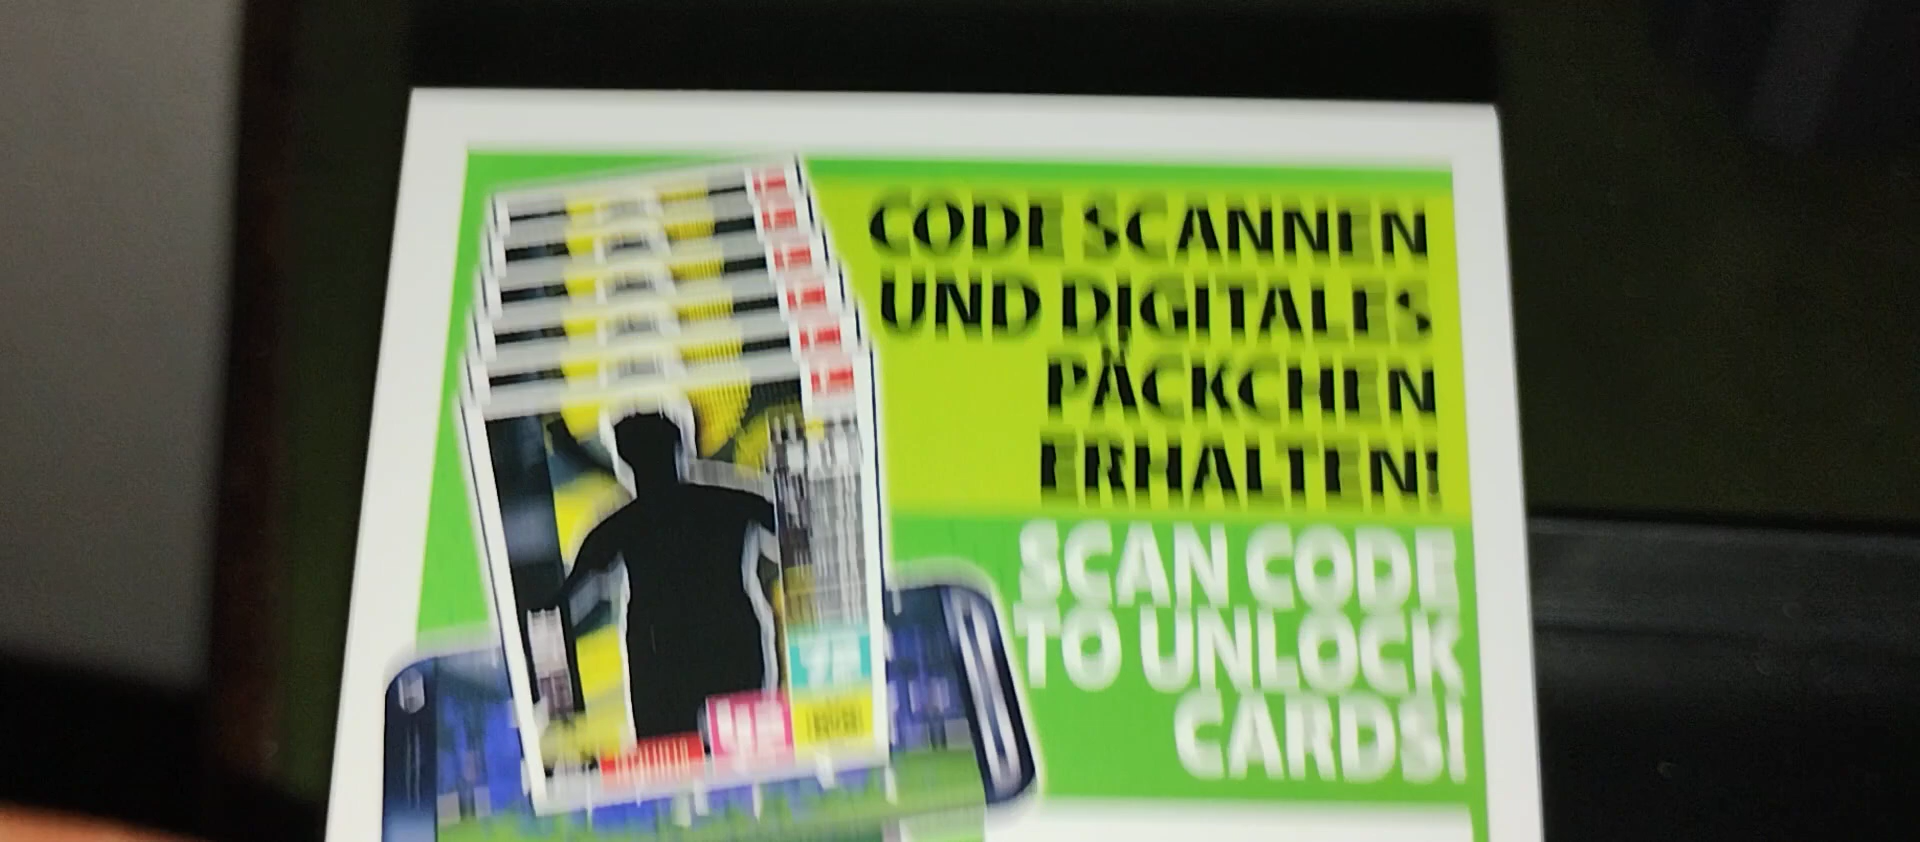 CODE SCANNEN
UND DIGITALES
PÄCKCHEN
ERHALTEN!
SCAN CODE
TO UNLOCK
CARDS!